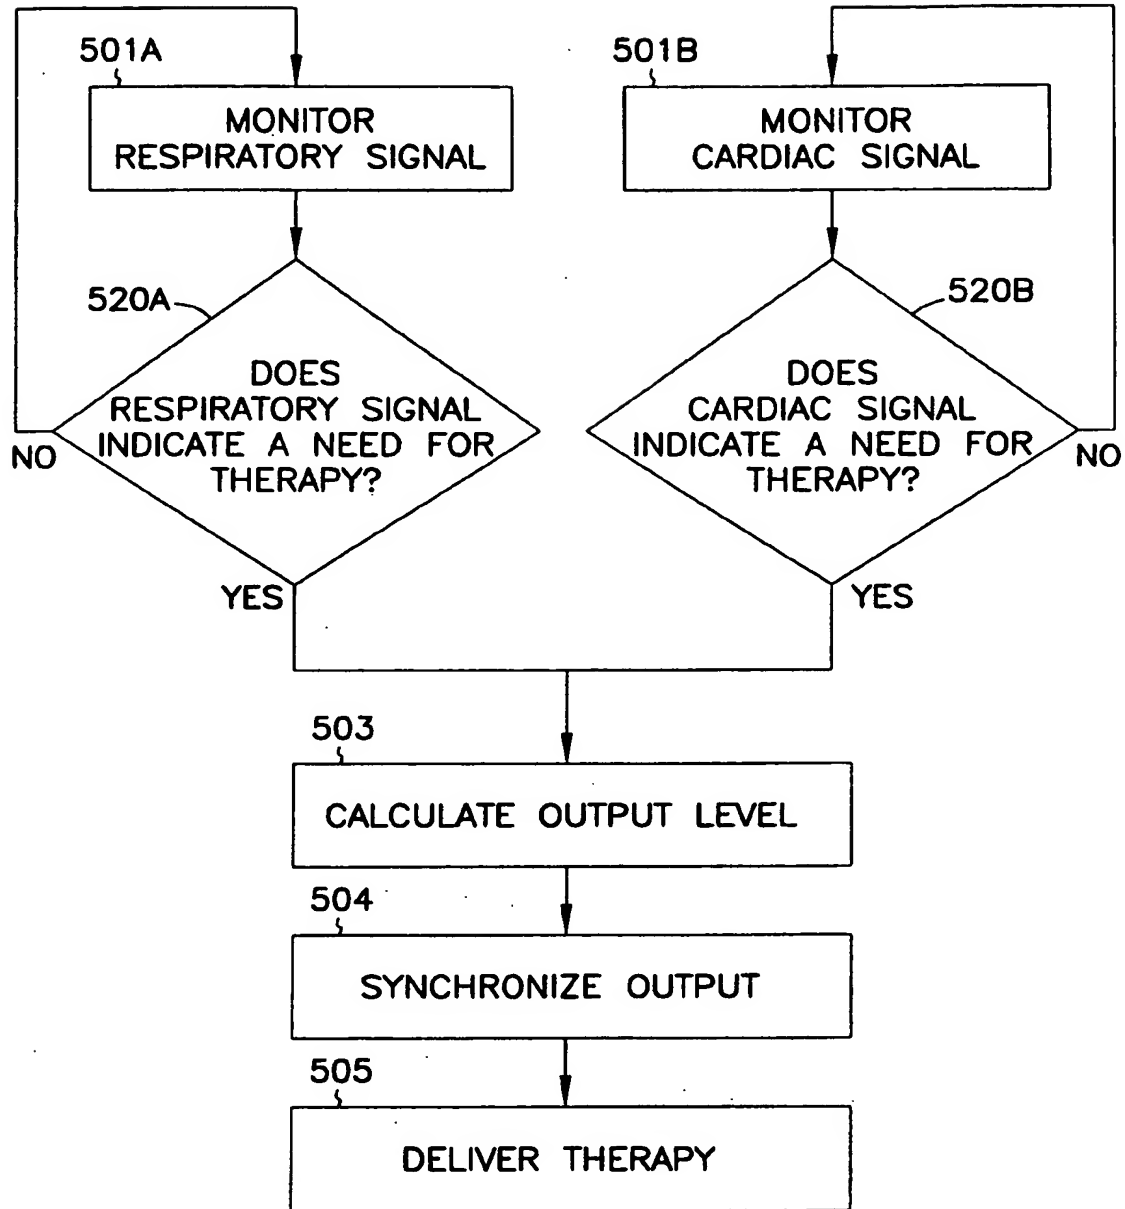 501A
MONITOR
RESPIRATORY SIGNAL
501B
MONITOR
CARDIAC SIGNAL
520A
DOES
RESPIRATORY SIGNAL
INDICATE A NEED FOR
THERAPY?
NO
YES
520B
DOES
CARDIAC SIGNAL
INDICATE A NEED FOR
THERAPY?
NO
YES
503
CALCULATE OUTPUT LEVEL
504
SYNCHRONIZE OUTPUT
505
DELIVER THERAPY